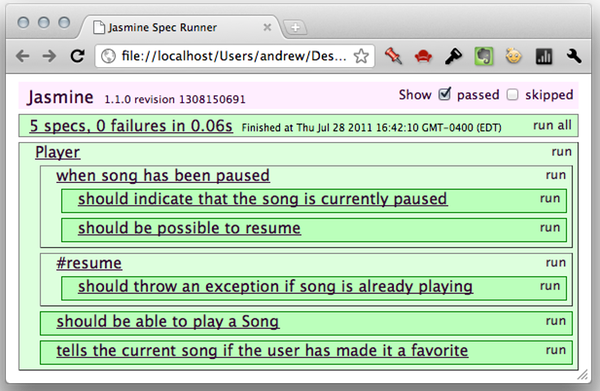 Jasmine Spec Runner
file://localhost/Users/andrew/Des...
Jasmine 1.1.0 revision 1308150691 Show passed skipped
5 specs, 0 failures in 0.06s Finished at Thu Jul 28 2011 16:42:10 GMT-0400 (EDT) run all
Player run
when song has been paused run
should indicate that the song is currently paused run
should be possible to resume run
#resume run
should throw an exception if song is already playing run
should be able to play a Song run
tells the current song if the user has made it a favorite run